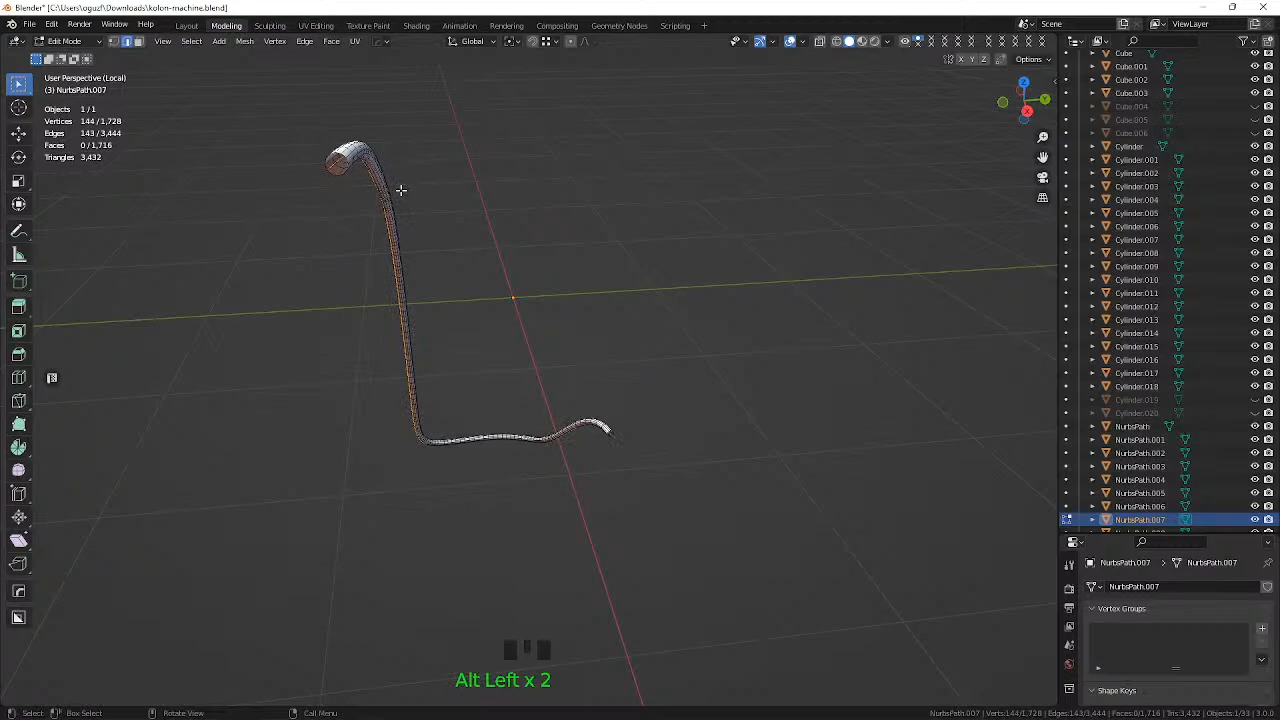 Blender* [C:\Users\oguzl\Downloads\kolon-machine.blend]
File Edit Render Window Help Layout Modeling Sculpting UV Editing Texture Paint Shading Animation Rendering Compositing Geometry Nodes Scripting + Scene ViewLayer
Edit Mode View Select Add Mesh Vertex Edge Face UV Global
X Y Z Options
User Perspective (Local)
(3) NurbsPath.007
Objects 1/1
Vertices 144/1,728
Edges 143/3,444
Faces 0/1,716
Triangles 3,432
Z
Y
X
Cube
Cube.001
Cube.002
Cube.003
Cube.004
Cube.005
Cube.006
Cylinder
Cylinder.001
Cylinder.002
Cylinder.003
Cylinder.004
Cylinder.005
Cylinder.006
Cylinder.007
Cylinder.008
Cylinder.009
Cylinder.010
Cylinder.011
Cylinder.012
Cylinder.013
Cylinder.014
Cylinder.015
Cylinder.016
Cylinder.017
Cylinder.018
Cylinder.019
Cylinder.020
NurbsPath
NurbsPath.001
NurbsPath.002
NurbsPath.003
NurbsPath.004
NurbsPath.005
NurbsPath.006
NurbsPath.007
NurbsPath.007 > NurbsPath.007
NurbsPath.007
Vertex Groups
Shape Keys
Alt Left x 2
Select Box Select Rotate View Call Menu
NurbsPath.007 | Verts:144/1,728 | Edges:143/3,444 | Faces:0/1,716 | Tris:3,432 | Objects:1/33 | 3.0.0